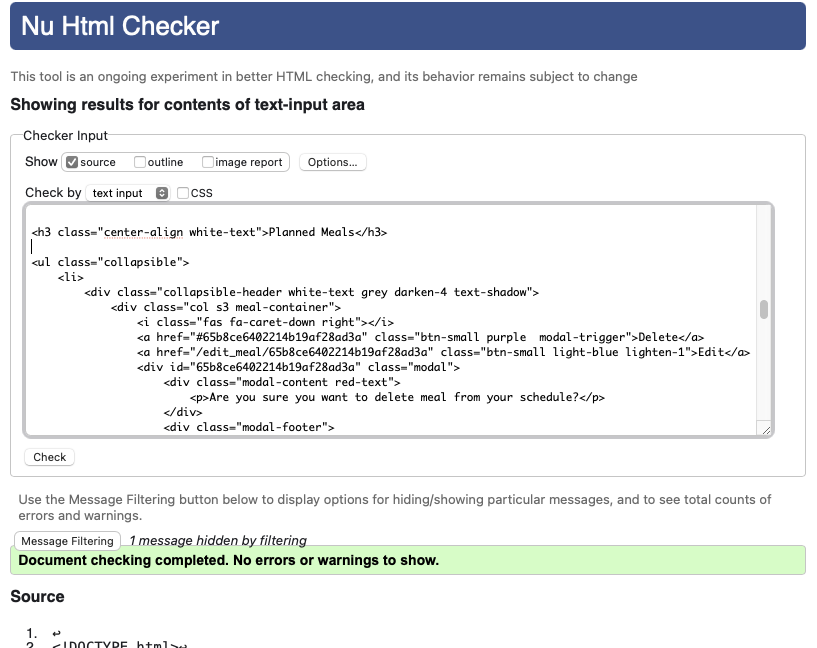 Nu Html Checker
This tool is an ongoing experiment in better HTML checking, and its behavior remains subject to change
Showing results for contents of text-input area
Checker Input
Show source outline image report Options...
Check by text input CSS
<h3 class="center-align white-text">Planned Meals</h3>
<ul class="collapsible">
<li>
<div class="collapsible-header white-text grey darken-4 text-shadow">
<div class="col s3 meal-container">
<i class="fas fa-caret-down right"></i>
<a href="#65b8ce6402214b19af28ad3a" class="btn-small purple  modal-trigger">Delete</a>
<a href="/edit_meal/65b8ce6402214b19af28ad3a" class="btn-small light-blue lighten-1">Edit</a>
<div id="65b8ce6402214b19af28ad3a" class="modal">
<div class="modal-content red-text">
<p>Are you sure you want to delete meal from your schedule?</p>
</div>
<div class="modal-footer">
Check
Use the Message Filtering button below to display options for hiding/showing particular messages, and to see total counts of
errors and warnings.
Message Filtering 1 message hidden by filtering
Document checking completed. No errors or warnings to show.
Source
1. ↩
2. <!DOCTYPE html>↩